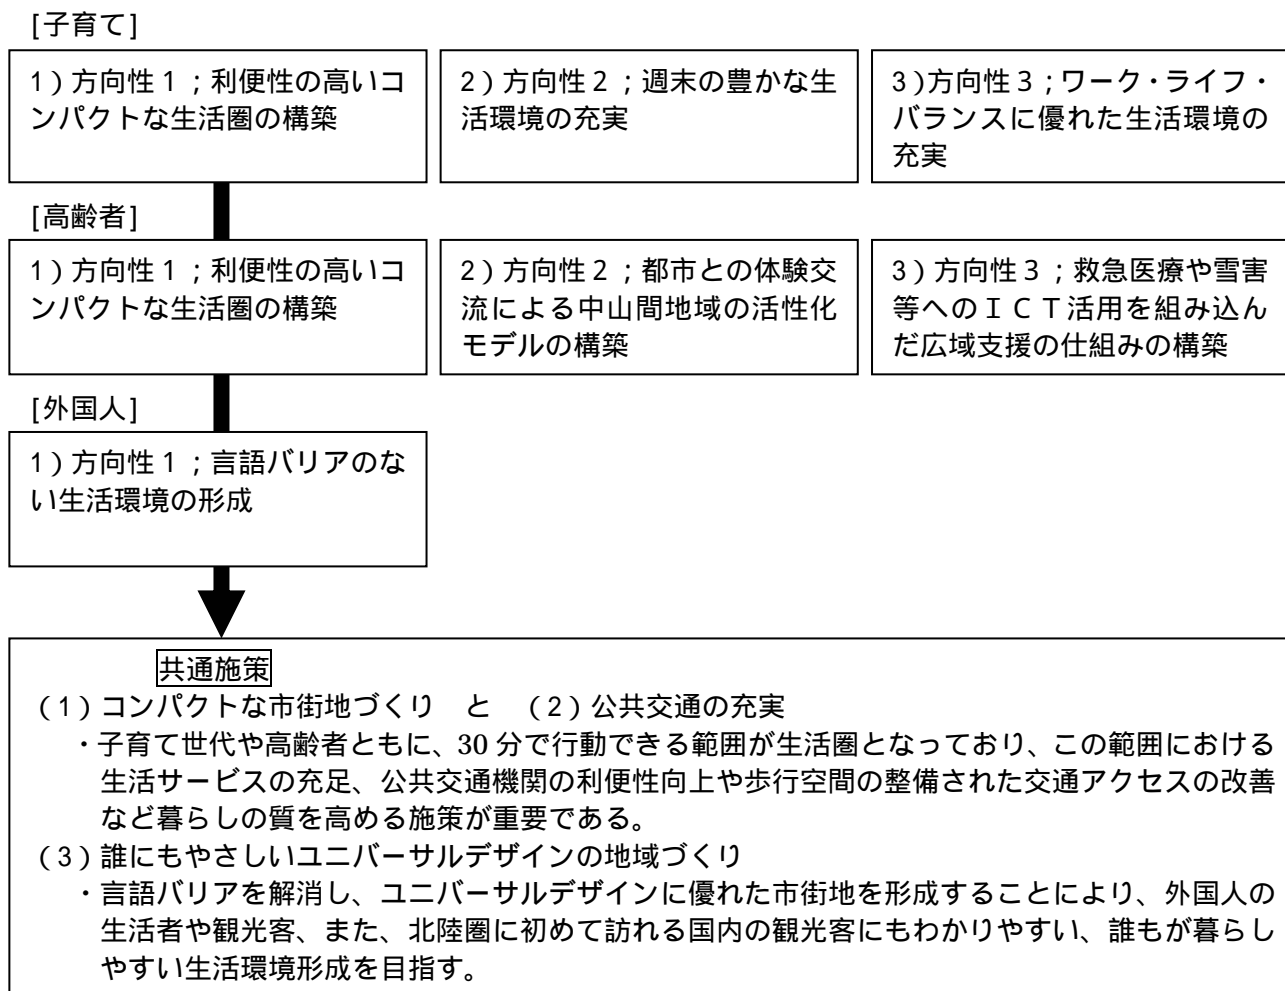 [子育て]
1)方向性1;利便性の高いコ
ンパクトな生活圏の構築
2)方向性2;週末の豊かな生
活環境の充実
3)方向性3;ワーク・ライフ・
バランスに優れた生活環境の
充実
[高齢者]
1)方向性1;利便性の高いコ
ンパクトな生活圏の構築
2)方向性2;都市との体験交
流による中山間地域の活性化
モデルの構築
3)方向性3;救急医療や雪害
等へのICT活用を組み込ん
だ広域支援の仕組みの構築
[外国人]
1)方向性1;言語バリアのな
い生活環境の形成
共通施策
(1)コンパクトな市街地づくり と (2)公共交通の充実
・子育て世代や高齢者ともに、30分で行動できる範囲が生活圏となっており、この範囲における
生活サービスの充足、公共交通機関の利便性向上や歩行空間の整備された交通アクセスの改善
など暮らしの質を高める施策が重要である。
(3)誰にもやさしいユニバーサルデザインの地域づくり
・言語バリアを解消し、ユニバーサルデザインに優れた市街地を形成することにより、外国人の
生活者や観光客、また、北陸圏に初めて訪れる国内の観光客にもわかりやすい、誰もが暮らし
やすい生活環境形成を目指す。